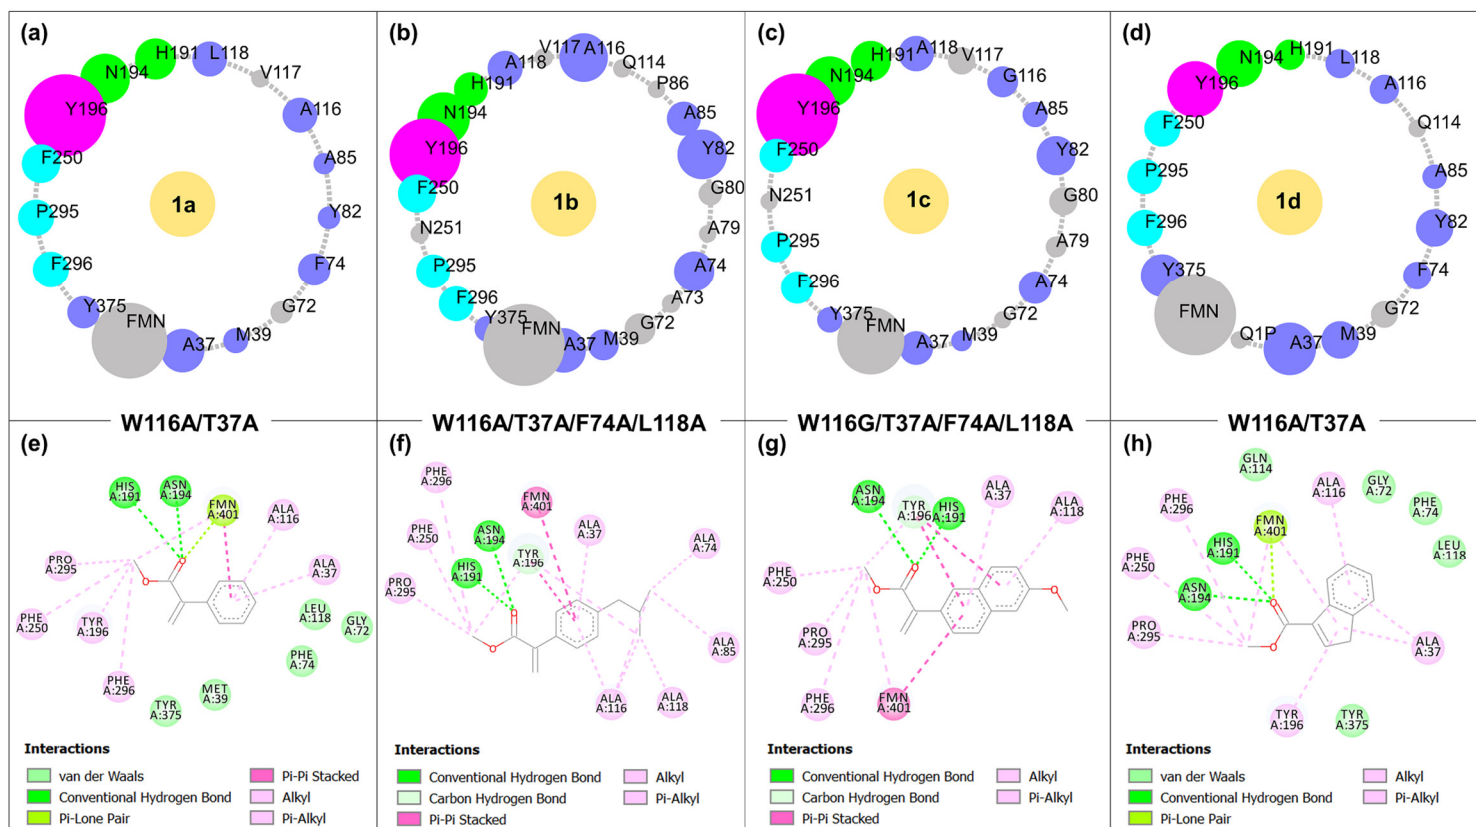 (a)
H191
L118
N194
V117
Y196
A116
F250
A85
P295
1a
Y82
F296
F74
Y375
G72
FMN
M39
A37
(b)
V117
A116
A118
Q114
H191
P86
N194
A85
Y196
Y82
F250
G80
1b
N251
A79
P295
A74
F296
A73
Y375
G72
FMN
M39
A37
(c)
H191
A118
V117
N194
G116
Y196
A85
F250
Y82
N251
1c
G80
P295
A79
F296
A74
Y375
G72
FMN
M39
A37
(d)
H191
N194
L118
Y196
A116
F250
Q114
P295
A85
1d
F296
Y82
Y375
F74
FMN
G72
Q1P
M39
A37
W116A/T37A
W116A/T37A/F74A/L118A
W116G/T37A/F74A/L118A
W116A/T37A
(e)
HIS
A:191
ASN
A:194
FMN
A:401
ALA
A:116
PRO
A:295
O
O
ALA
A:37
PHE
A:250
TYR
A:196
LEU
A:118
GLY
A:72
PHE
A:74
PHE
A:296
TYR
A:375
MET
A:39
Interactions
van der Waals
Conventional Hydrogen Bond
Pi-Lone Pair
Pi-Pi Stacked
Alkyl
Pi-Alkyl
(f)
PHE
A:296
FMN
A:401
PHE
A:250
ASN
A:194
ALA
A:37
TYR
A:196
ALA
A:74
HIS
A:191
PRO
A:295
O
O
ALA
A:85
ALA
A:116
ALA
A:118
Interactions
Conventional Hydrogen Bond
Carbon Hydrogen Bond
Pi-Pi Stacked
Alkyl
Pi-Alkyl
(g)
ASN
A:194
TYR
A:196
HIS
A:191
ALA
A:37
ALA
A:118
PHE
A:250
O
O
O
PRO
A:295
PHE
A:296
FMN
A:401
Interactions
Conventional Hydrogen Bond
Carbon Hydrogen Bond
Pi-Pi Stacked
Alkyl
Pi-Alkyl
(h)
GLN
A:114
ALA
A:116
GLY
A:72
PHE
A:296
FMN
A:401
PHE
A:74
HIS
A:191
LEU
A:118
PHE
A:250
ASN
A:194
O
O
PRO
A:295
ALA
A:37
TYR
A:196
TYR
A:375
Interactions
van der Waals
Conventional Hydrogen Bond
Pi-Lone Pair
Alkyl
Pi-Alkyl